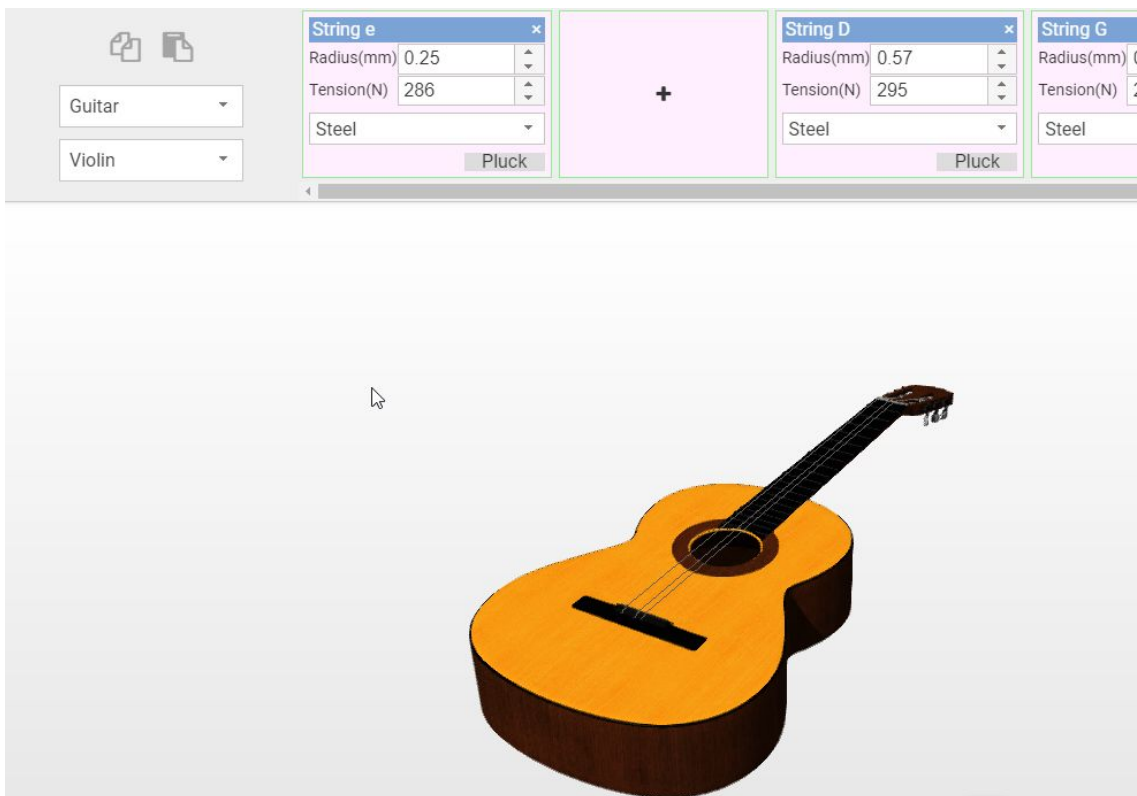 Guitar
Violin
String e ×
Radius(mm) 0.25
Tension(N) 286
Steel
Pluck
+
String D ×
Radius(mm) 0.57
Tension(N) 295
Steel
Pluck
String G
Radius(mm)
Tension(N)
Steel